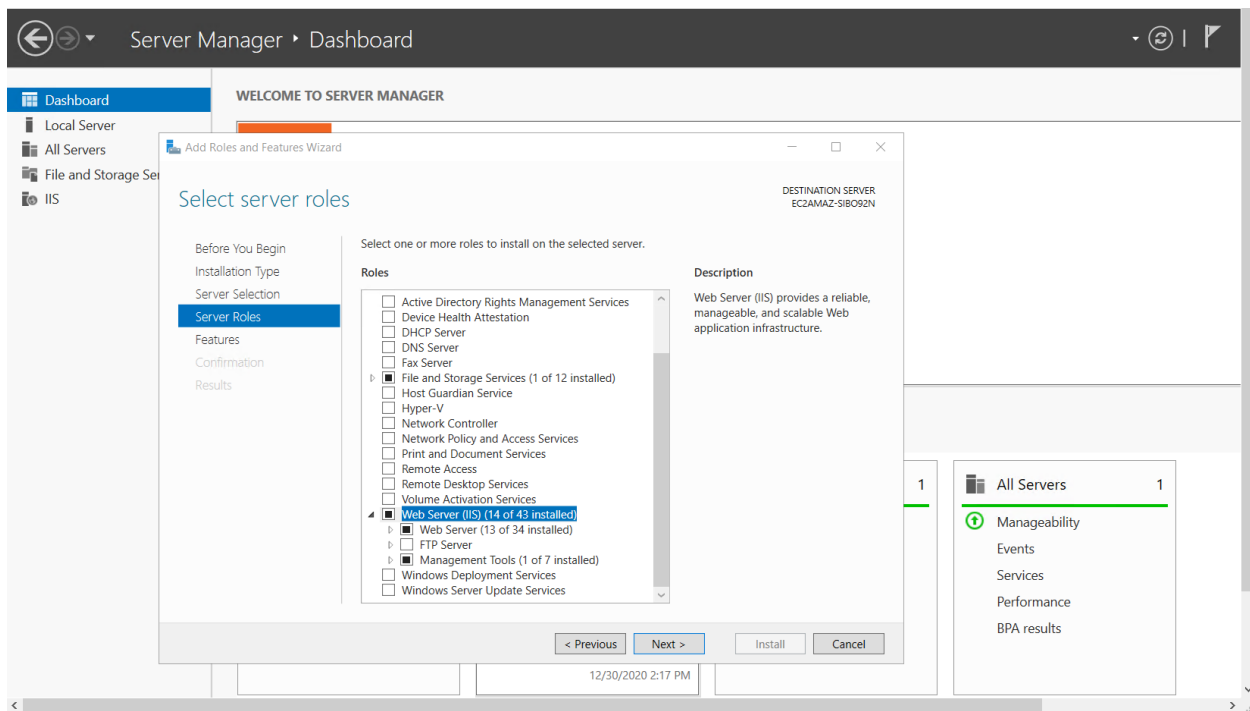 Server Manager ‣ Dashboard
Dashboard
Local Server
All Servers
File and Storage Se
IIS
WELCOME TO SERVER MANAGER
Add Roles and Features Wizard
Select server roles
DESTINATION SERVER
EC2AMAZ-SIBO92N
Before You Begin
Installation Type
Server Selection
Server Roles
Features
Confirmation
Results
Select one or more roles to install on the selected server.
Roles
Active Directory Rights Management Services
Device Health Attestation
DHCP Server
DNS Server
Fax Server
File and Storage Services (1 of 12 installed)
Host Guardian Service
Hyper-V
Network Controller
Network Policy and Access Services
Print and Document Services
Remote Access
Remote Desktop Services
Volume Activation Services
Web Server (IIS) (14 of 43 installed)
Web Server (13 of 34 installed)
FTP Server
Management Tools (1 of 7 installed)
Windows Deployment Services
Windows Server Update Services
Description
Web Server (IIS) provides a reliable,
manageable, and scalable Web
application infrastructure.
< Previous
Next >
Install
Cancel
1
All Servers 1
Manageability
Events
Services
Performance
BPA results
12/30/2020 2:17 PM